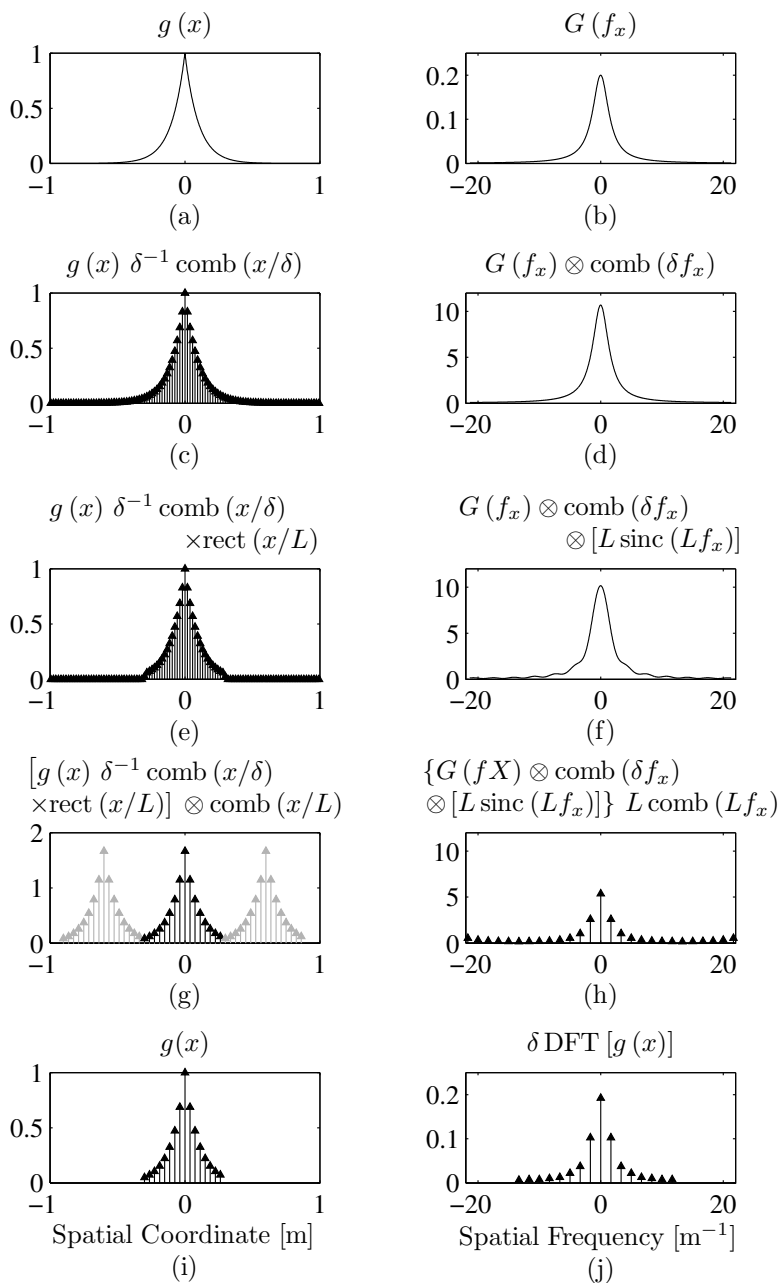 g (x)
G (f_x)
1
0.5
0
−1 0 1
(a)
0.2
0.1
0
−20 0 20
(b)
g (x) δ^{−1} comb (x/δ)
G (f_x) ⊗ comb (δf_x)
1
0.5
0
−1 0 1
(c)
10
5
0
−20 0 20
(d)
g (x) δ^{−1} comb (x/δ)
×rect (x/L)
G (f_x) ⊗ comb (δf_x)
⊗ [L sinc (Lf_x)]
1
0.5
0
−1 0 1
(e)
10
5
0
−20 0 20
(f)
[g (x) δ^{−1} comb (x/δ)
×rect (x/L)] ⊗ comb (x/L)
{G (fX) ⊗ comb (δf_x)
⊗ [L sinc (Lf_x)]} L comb (Lf_x)
2
1
0
−1 0 1
(g)
10
5
0
−20 0 20
(h)
g(x)
δ DFT [g (x)]
1
0.5
0
−1 0 1
Spatial Coordinate [m]
(i)
0.2
0.1
0
−20 0 20
Spatial Frequency [m^{−1}]
(j)